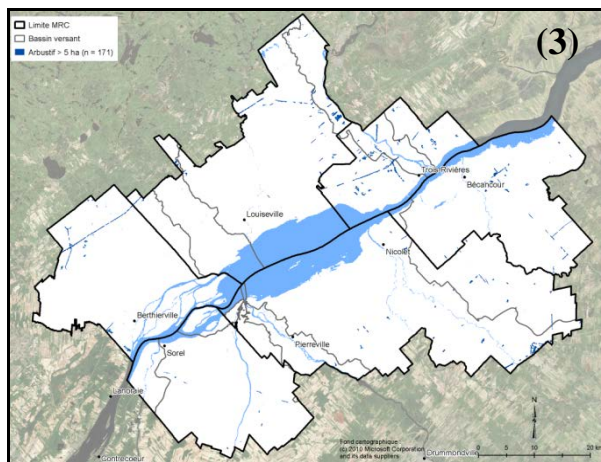 Limite MRC
Bassin versant
Arbustif > 5 ha (n = 171)
(3)
Trois-Rivières
Bécancour
Louiseville
Nicolet
Berthierville
Sorel
Pierreville
Lanoraie
Contrecoeur
Drummondville
Fond cartographique:
(c) 2010 Microsoft Corporation
and its data suppliers
N
0 10 20 km